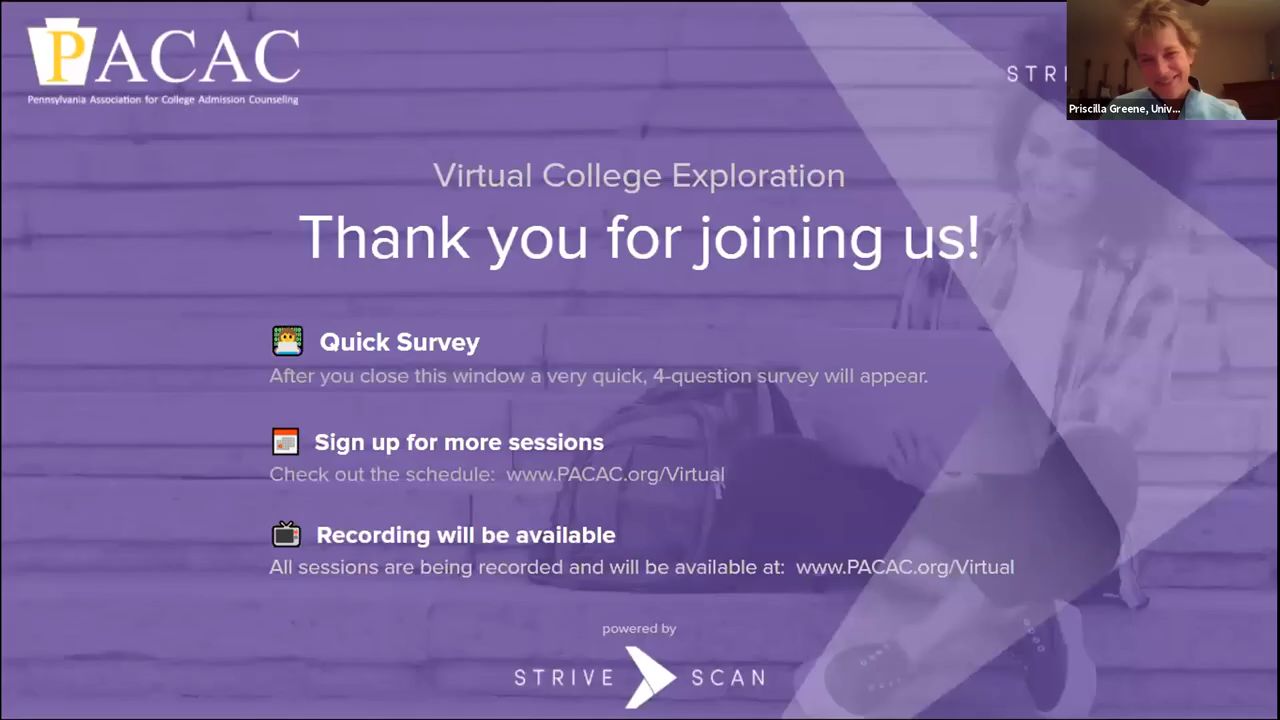 PACAC
Pennsylvania Association for College Admission Counseling
STRI
Priscilla Greene, Univ...
Virtual College Exploration
Thank you for joining us!
Quick Survey
After you close this window a very quick, 4-question survey will appear.
Sign up for more sessions
Check out the schedule: www.PACAC.org/Virtual
Recording will be available
All sessions are being recorded and will be available at: www.PACAC.org/Virtual
powered by
STRIVE SCAN